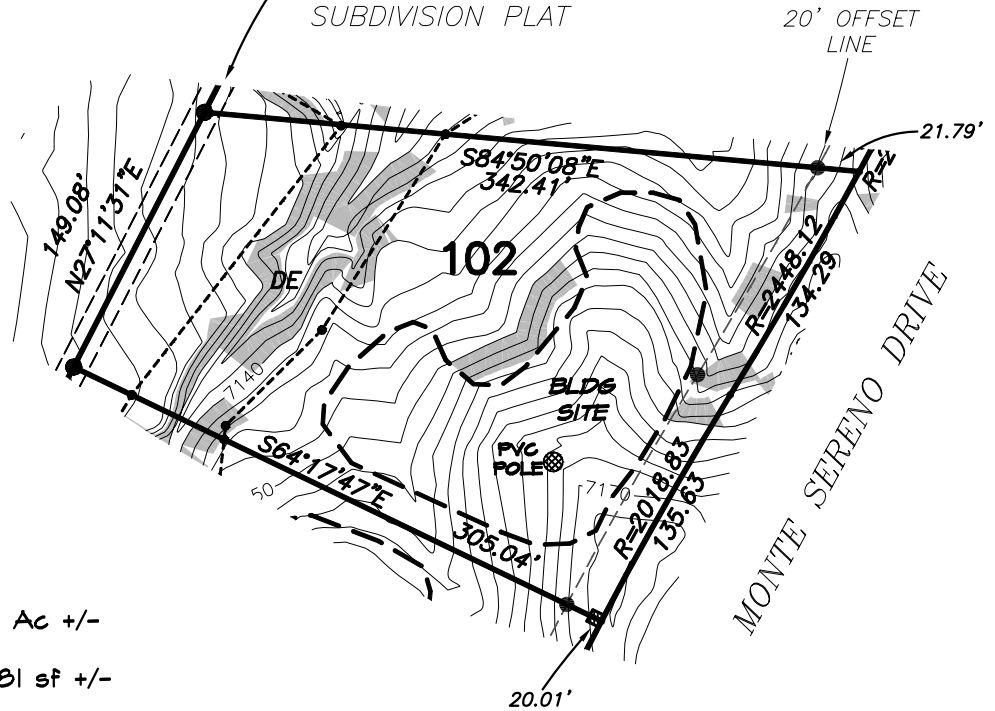 SUBDIVISION PLAT
20' OFFSET
LINE
21.79'
S84°50'08"E
342.41'
149.08'
N27°11'31"E
102
DE
R=2448.12
134.29
MONTE SERENO DRIVE
7140
BLDG
SITE
PVC
POLE
7170
S64°17'47"E
305.04'
50
R=2018.83
135.63
Ac +/-
81 sf +/-
20.01'